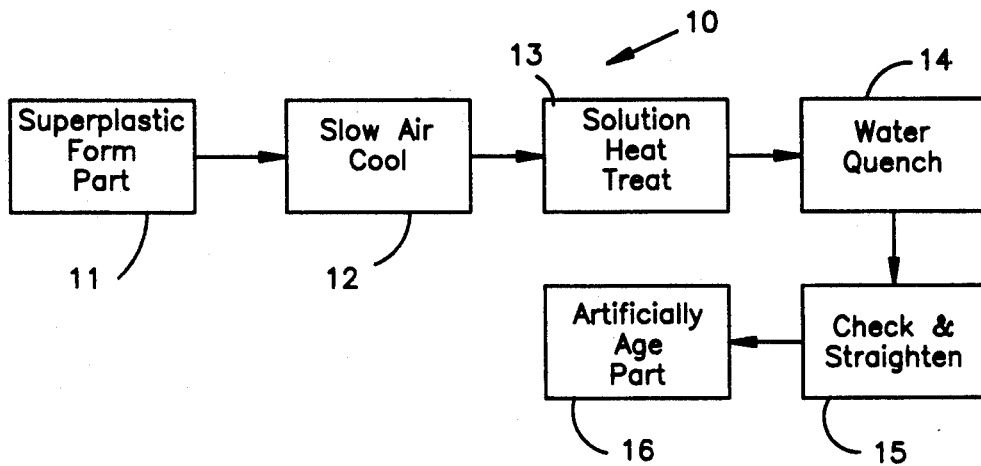 10
13
14
Superplastic
Form
Part
Slow Air
Cool
Solution
Heat
Treat
Water
Quench
11
12
Artificially
Age
Part
Check &
Straighten
16
15